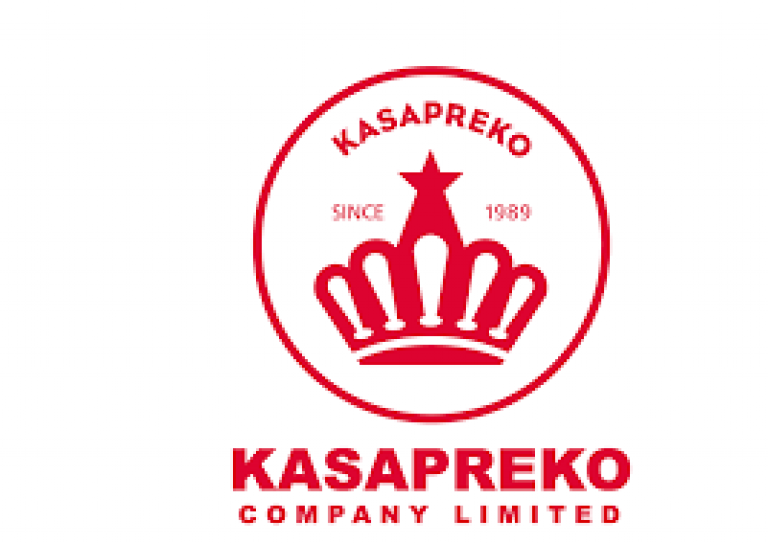 KASAPREKO
SINCE 1989
KASAPREKO
COMPANY LIMITED